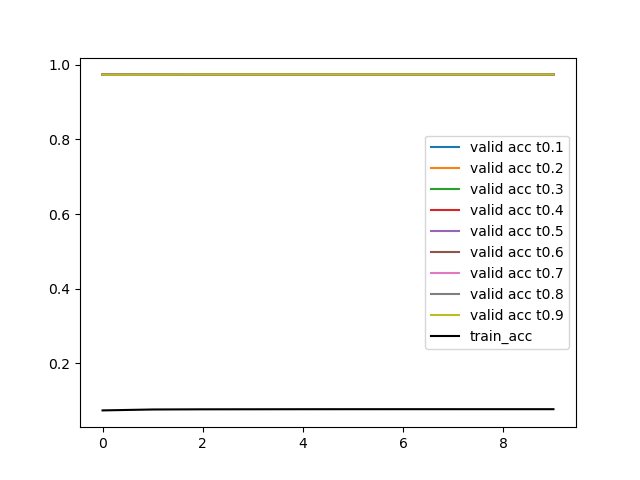 1.0
0.8
0.6
0.4
0.2
0 2 4 6 8
valid acc t0.1
valid acc t0.2
valid acc t0.3
valid acc t0.4
valid acc t0.5
valid acc t0.6
valid acc t0.7
valid acc t0.8
valid acc t0.9
train_acc